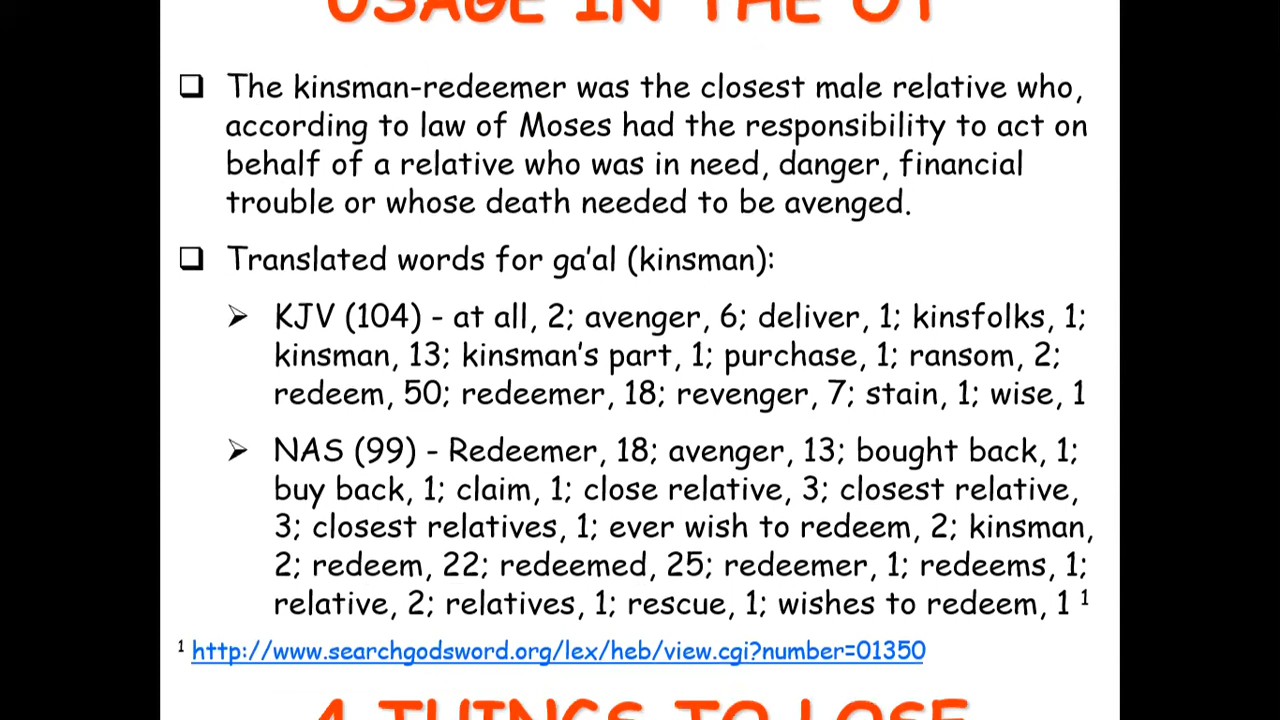 USAGE IN THE OT
❑ The kinsman-redeemer was the closest male relative who,
according to law of Moses had the responsibility to act on
behalf of a relative who was in need, danger, financial
trouble or whose death needed to be avenged.
❑ Translated words for ga’al (kinsman):
➢ KJV (104) - at all, 2; avenger, 6; deliver, 1; kinsfolks, 1;
kinsman, 13; kinsman’s part, 1; purchase, 1; ransom, 2;
redeem, 50; redeemer, 18; revenger, 7; stain, 1; wise, 1
➢ NAS (99) - Redeemer, 18; avenger, 13; bought back, 1;
buy back, 1; claim, 1; close relative, 3; closest relative,
3; closest relatives, 1; ever wish to redeem, 2; kinsman,
2; redeem, 22; redeemed, 25; redeemer, 1; redeems, 1;
relative, 2; relatives, 1; rescue, 1; wishes to redeem, 1 ¹
¹ http://www.searchgodsword.org/lex/heb/view.cgi?number=01350
4 THINGS TO LOSE